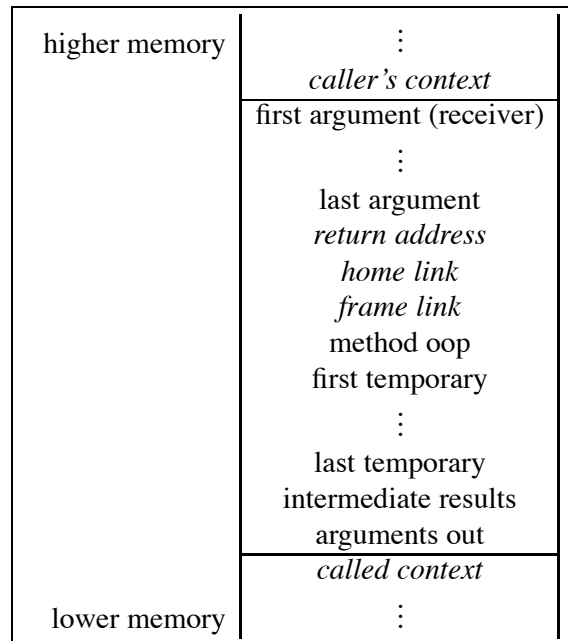 higher memory
⋮
caller's context
first argument (receiver)
⋮
last argument
return address
home link
frame link
method oop
first temporary
⋮
last temporary
intermediate results
arguments out
called context
lower memory
⋮